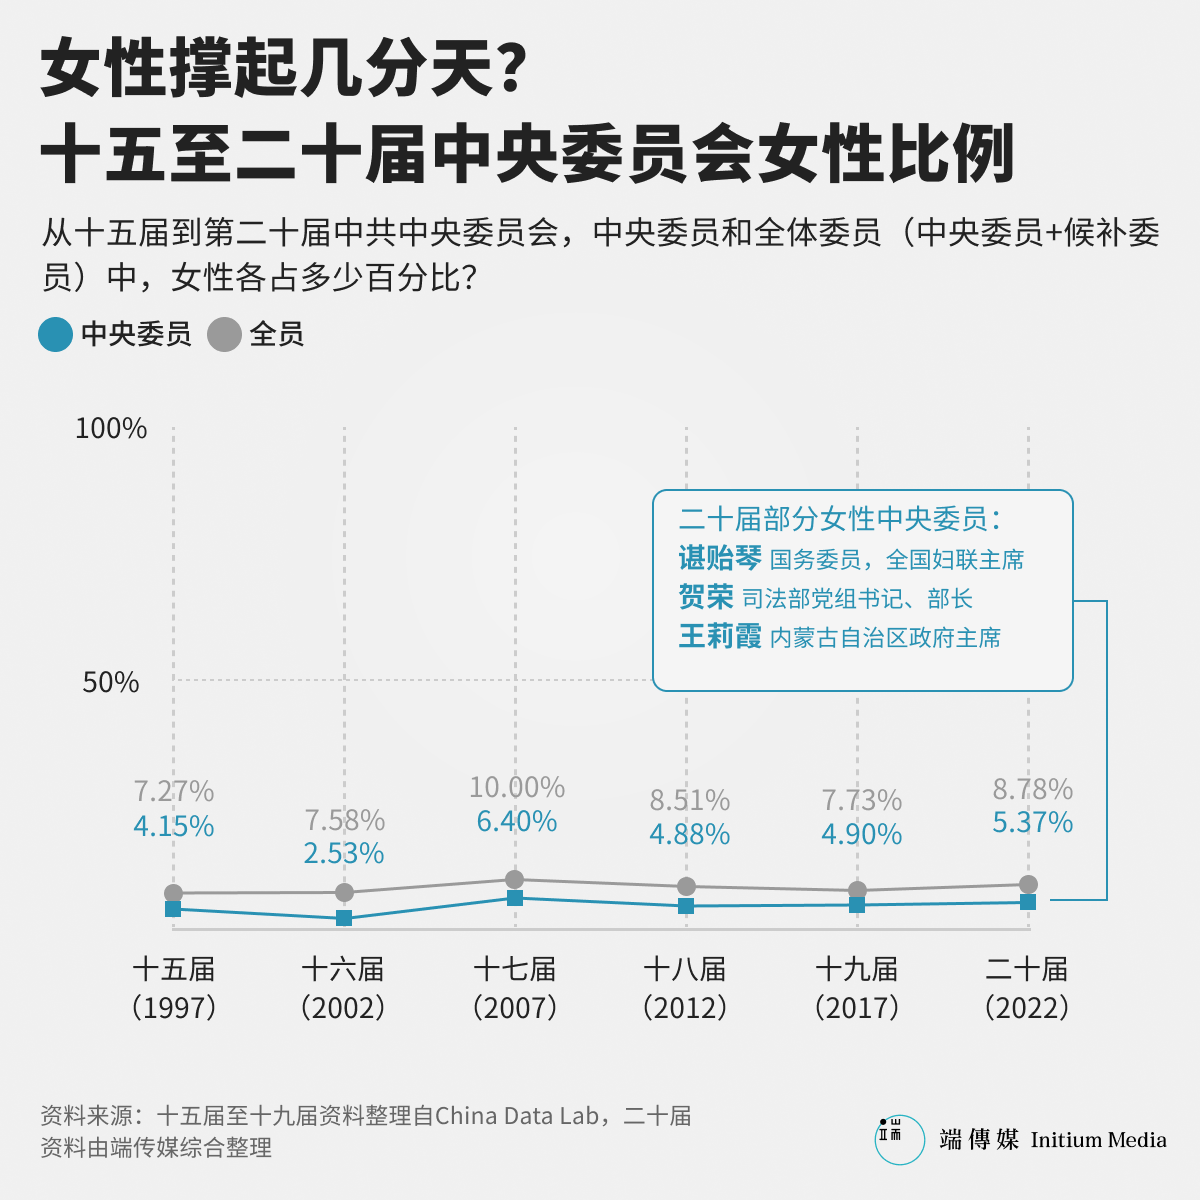 女性撑起几分天？
十五至二十届中央委员会女性比例
从十五届到第二十届中共中央委员会，中央委员和全体委员（中央委员+候补委
员）中，女性各占多少百分比？
中央委员 全员
100%
二十届部分女性中央委员：
谌贻琴 国务委员，全国妇联主席
贺荣 司法部党组书记、部长
王莉霞 内蒙古自治区政府主席
50%
7.27% 7.58% 10.00% 8.51% 7.73% 8.78%
4.15% 2.53% 6.40% 4.88% 4.90% 5.37%
十五届 十六届 十七届 十八届 十九届 二十届
（1997） （2002） （2007） （2012） （2017） （2022）
资料来源：十五届至十九届资料整理自China Data Lab，二十届
资料由端传媒综合整理
端傳媒 Initium Media